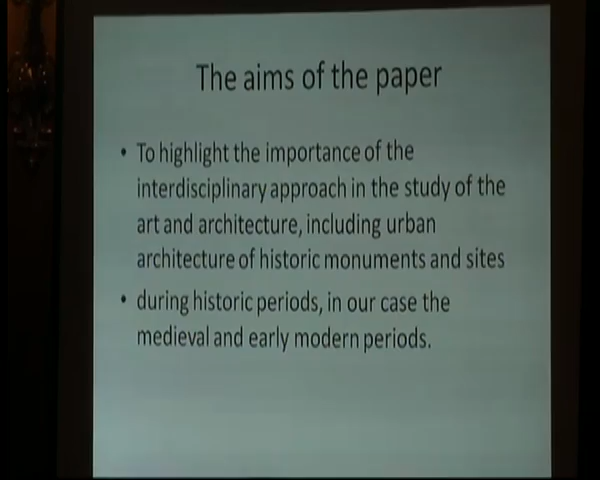 The aims of the paper
• To highlight the importance of the
interdisciplinary approach in the study of the
art and architecture, including urban
architecture of historic monuments and sites
• during historic periods, in our case the
medieval and early modern periods.